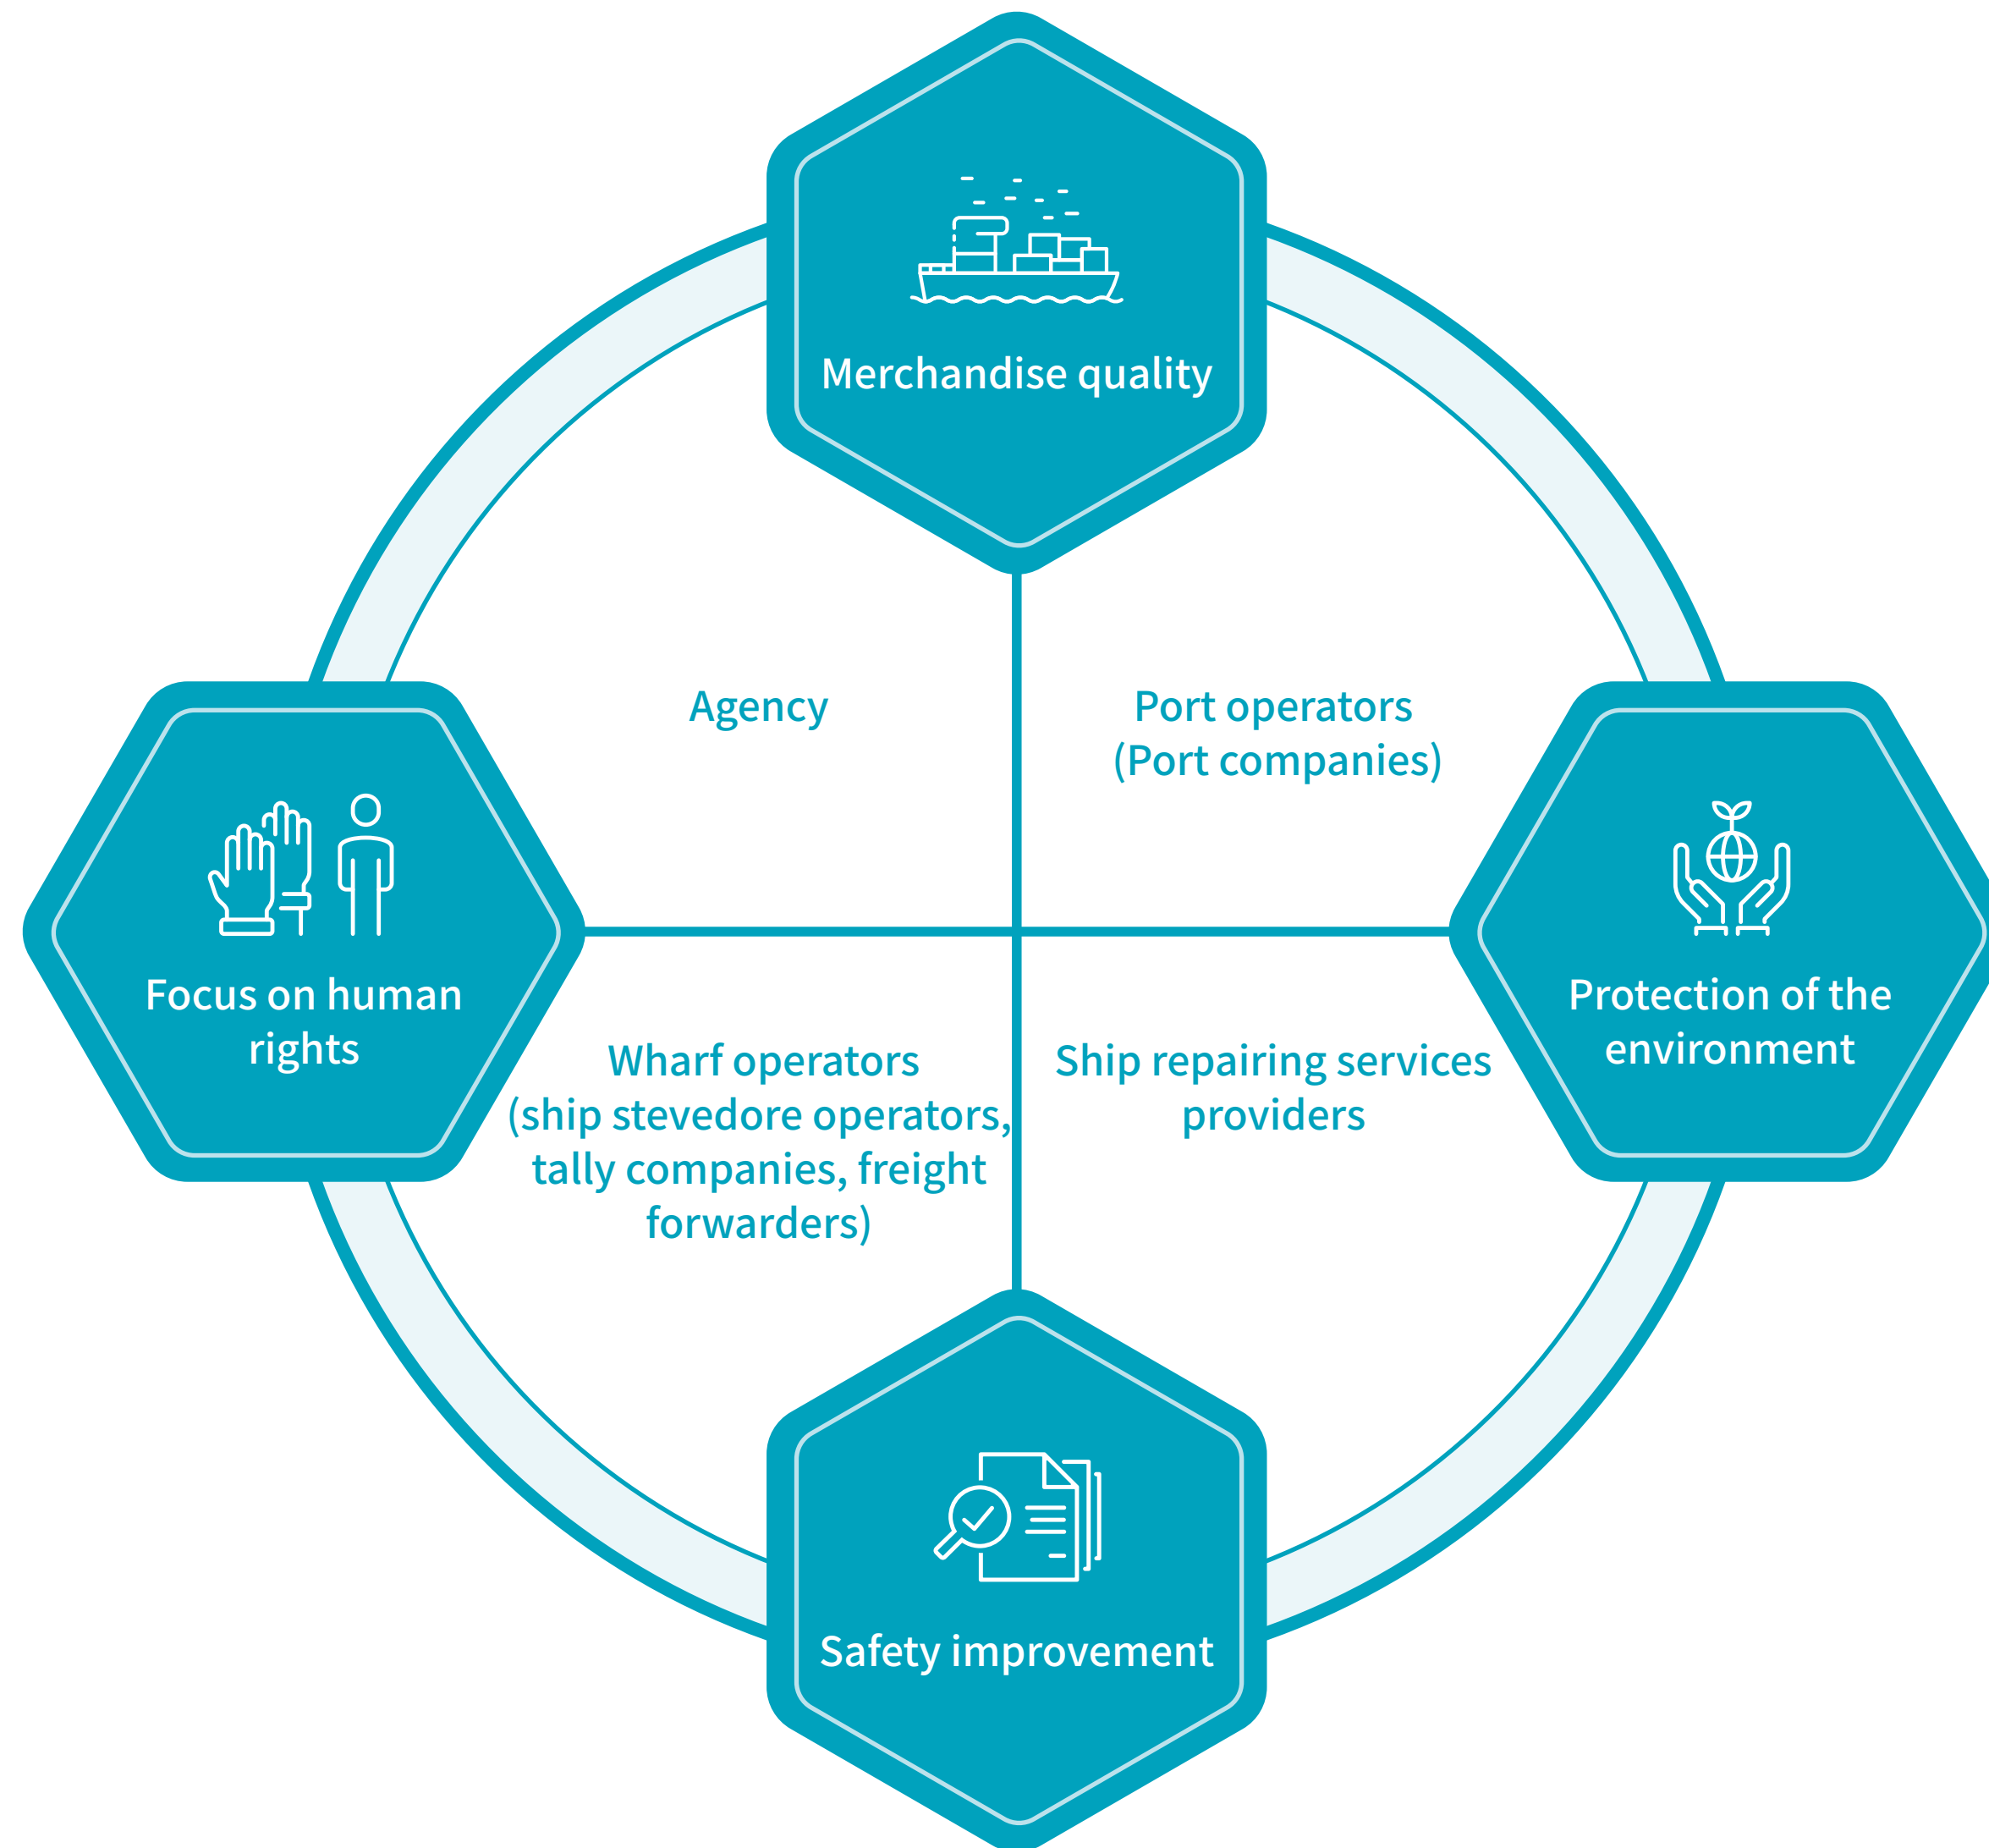 Merchandise quality
Agency
Port operators
(Port companies)
Focus on human
rights
Protection of the
environment
Wharf operators
(ship stevedore operators,
tally companies, freight
forwarders)
Ship repairing services
providers
Safety improvement